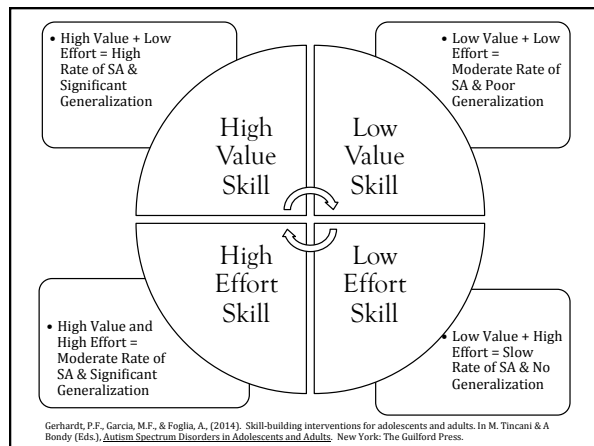 • High Value + Low
Effort = High
Rate of SA &
Significant
Generalization
• Low Value + Low
Effort =
Moderate Rate of
SA & Poor
Generalization
High
Value
Skill
Low
Value
Skill
High
Effort
Skill
Low
Effort
Skill
• High Value and
High Effort =
Moderate Rate of
SA & Significant
Generalization
• Low Value + High
Effort = Slow
Rate of SA & No
Generalization
Gerhardt, P.F., Garcia, M.F., & Foglia, A., (2014). Skill-building interventions for adolescents and adults. In M. Tincani & A
Bondy (Eds.), Autism Spectrum Disorders in Adolescents and Adults. New York: The Guilford Press.